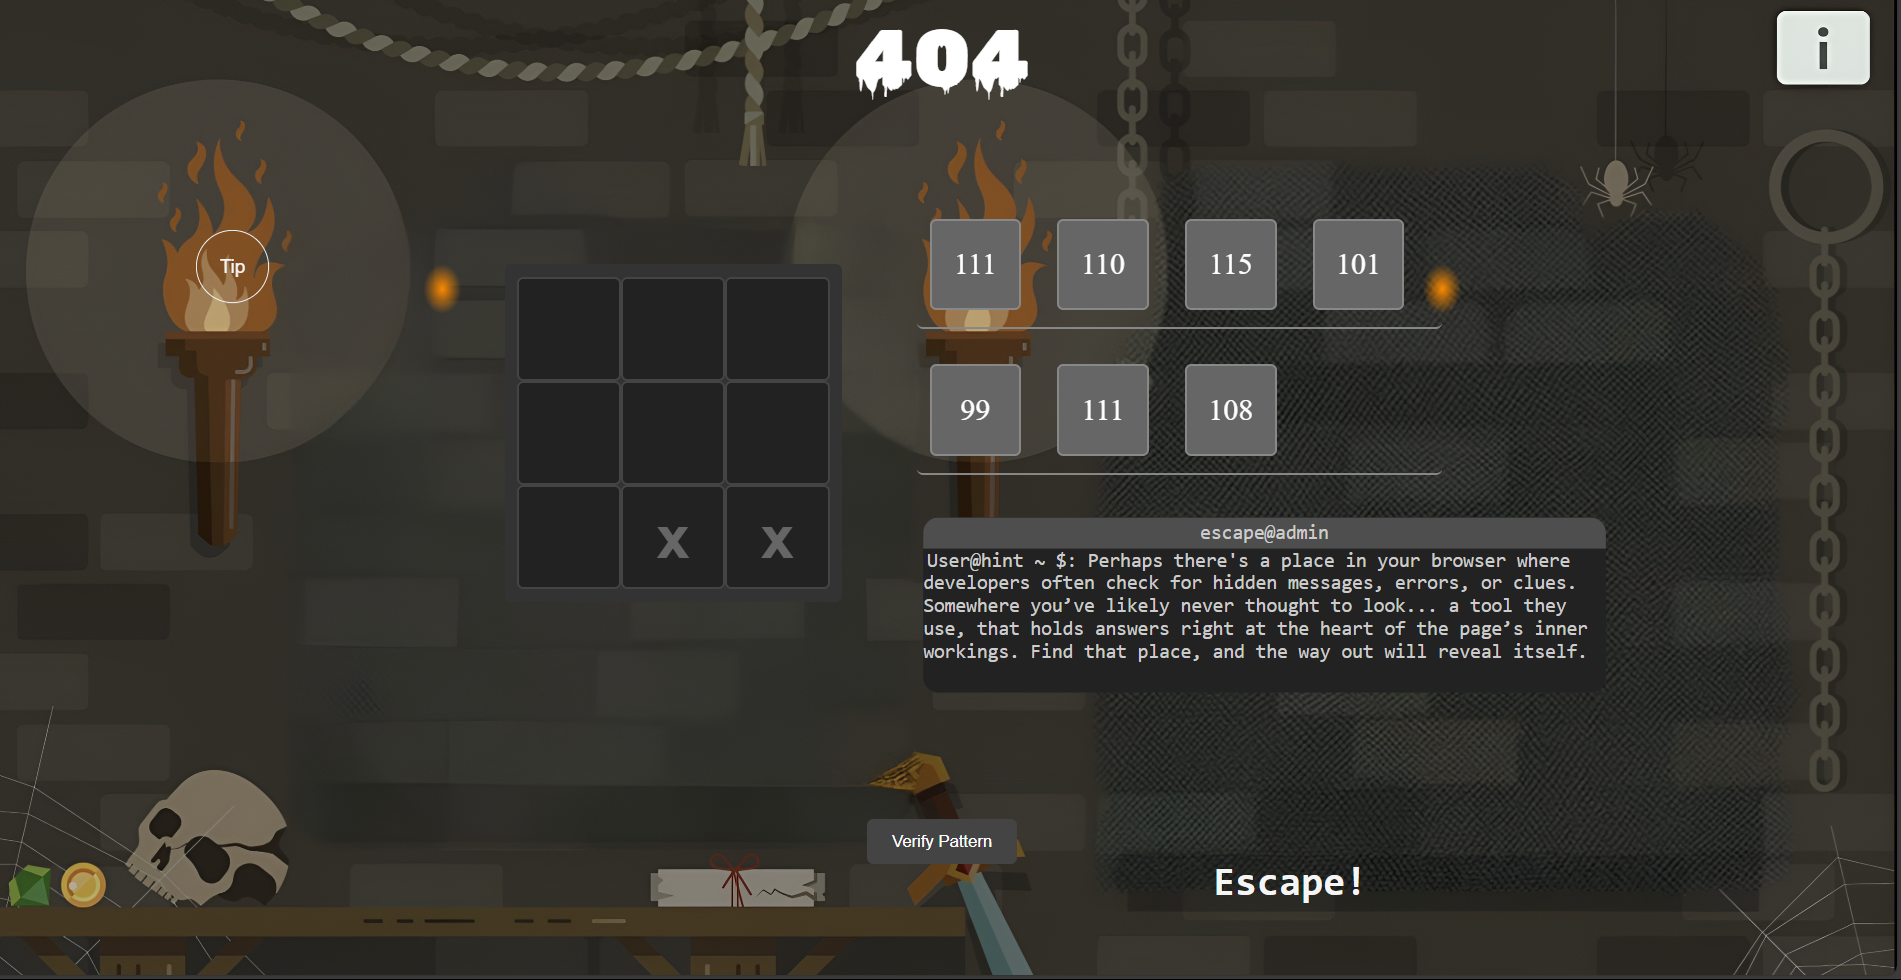 404
i
Tip
111 110 115 101
99 111 108
X X
escape@admin
User@hint ~ $: Perhaps there's a place in your browser where
developers often check for hidden messages, errors, or clues.
Somewhere you’ve likely never thought to look... a tool they
use, that holds answers right at the heart of the page’s inner
workings. Find that place, and the way out will reveal itself.
Verify Pattern
Escape!